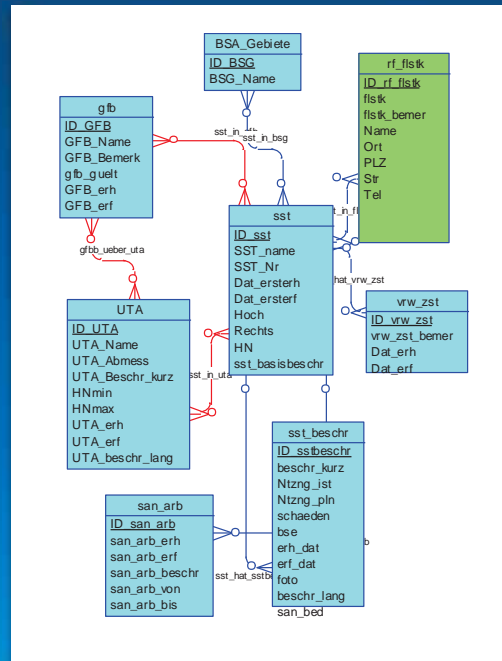 BSA_Gebiete
ID_BSG
BSG_Name
rf_flstk
ID_rf_flstk
flstk
flstk_bemer
Name
Ort
PLZ
Str
Tel
gfb
ID_GFB
GFB_Name
GFB_Bemerk
gfb_guelt
GFB_erh
GFB_erf
sst_in_bsg
gfbb_ueber_uta
sst
ID_sst
SST_name
SST_Nr
Dat_ersterh
Dat_ersterf
Hoch
Rechts
HN
sst_basisbeschr
t_in_fl
hat_vrw_zst
vrw_zst
ID_vrw_zst
vrw_zst_bemer
Dat_erh
Dat_erf
UTA
ID_UTA
UTA_Name
UTA_Abmess
UTA_Beschr_kurz
HNmin
HNmax
UTA_erh
UTA_erf
UTA_beschr_lang
sst_in_uta
sst_beschr
ID_sstbeschr
beschr_kurz
Ntzng_ist
Ntzng_pln
schaeden
bse
erh_dat
erf_dat
foto
beschr_lang
san_bed
san_arb
ID_san_arb
san_arb_erh
san_arb_erf
san_arb_beschr
san_arb_von
san_arb_bis
sst_hat_sstb